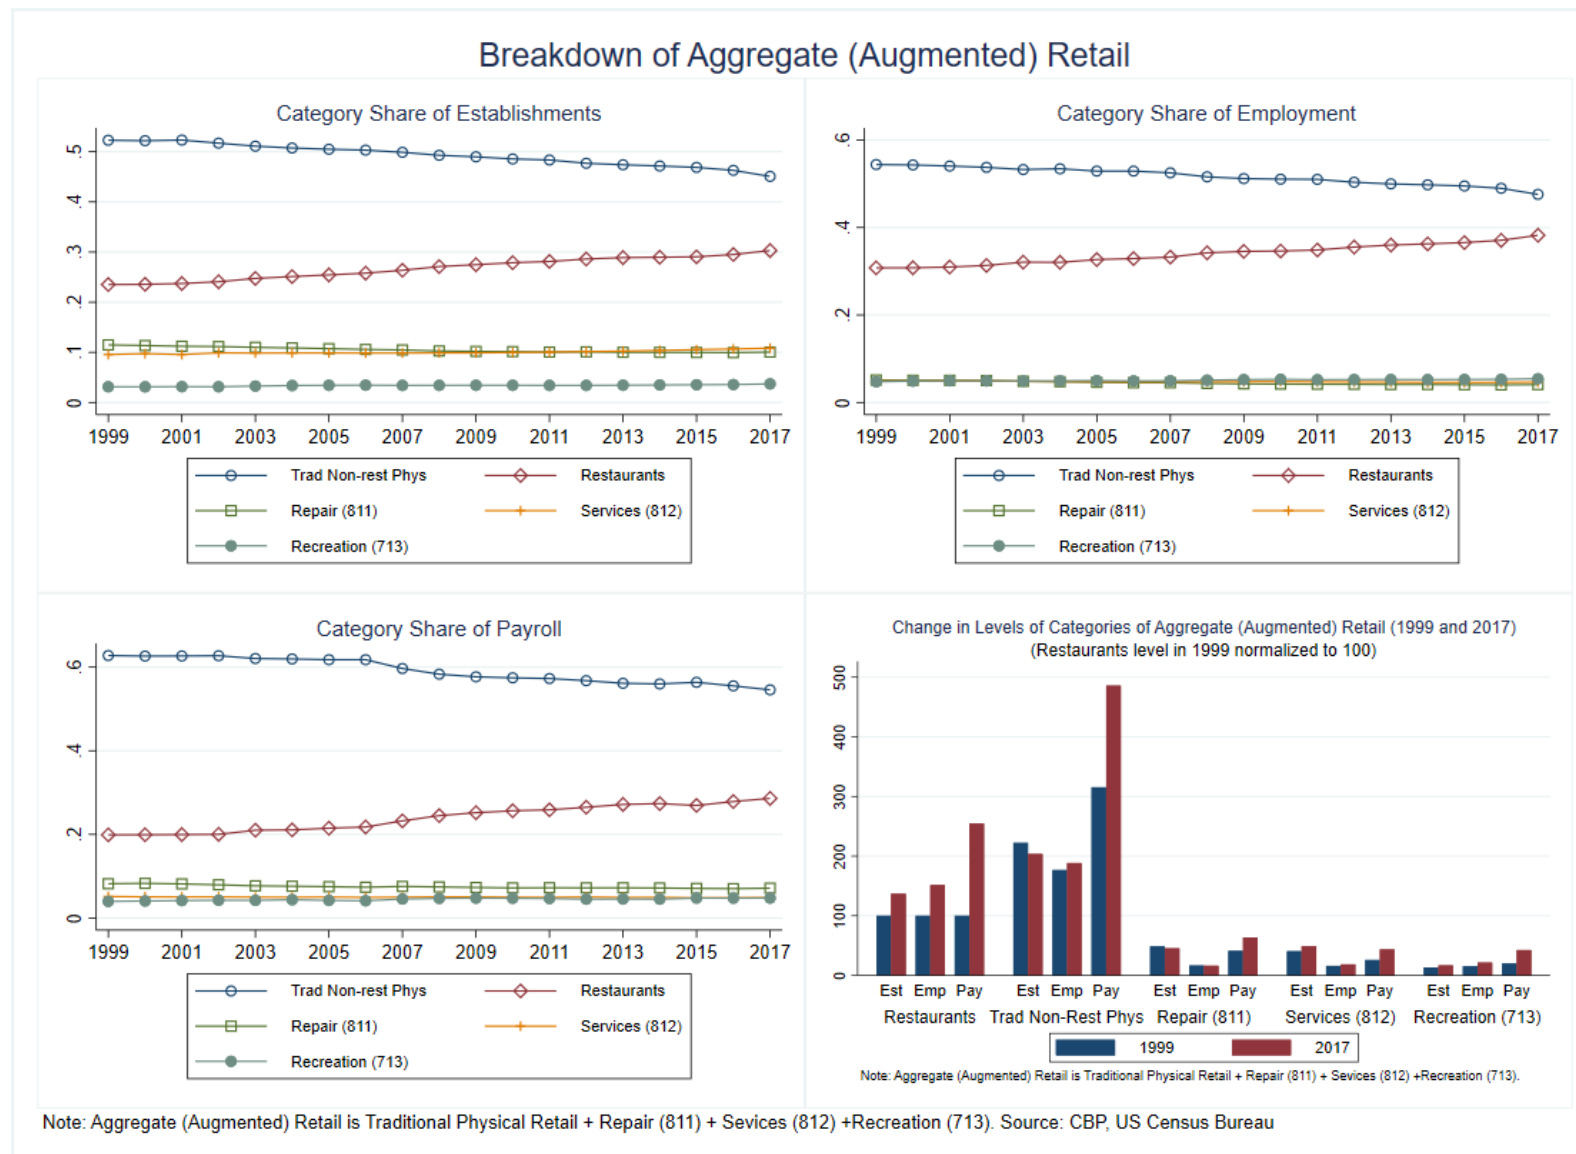 Breakdown of Aggregate (Augmented) Retail
Category Share of Establishments
.5
.4
.3
.2
.1
0
1999 2001 2003 2005 2007 2009 2011 2013 2015 2017
Trad Non-rest Phys Restaurants
Repair (811) Services (812)
Recreation (713)
Category Share of Employment
.6
.4
.2
0
1999 2001 2003 2005 2007 2009 2011 2013 2015 2017
Trad Non-rest Phys Restaurants
Repair (811) Services (812)
Recreation (713)
Category Share of Payroll
.6
.4
.2
0
1999 2001 2003 2005 2007 2009 2011 2013 2015 2017
Trad Non-rest Phys Restaurants
Repair (811) Services (812)
Recreation (713)
Change in Levels of Categories of Aggregate (Augmented) Retail (1999 and 2017)
(Restaurants level in 1999 normalized to 100)
500
400
300
200
100
0
Est Emp Pay Est Emp Pay Est Emp Pay Est Emp Pay Est Emp Pay
Restaurants Trad Non-Rest Phys Repair (811) Services (812) Recreation (713)
1999 2017
Note: Aggregate (Augmented) Retail is Traditional Physical Retail + Repair (811) + Sevices (812) +Recreation (713).
Note: Aggregate (Augmented) Retail is Traditional Physical Retail + Repair (811) + Sevices (812) +Recreation (713). Source: CBP, US Census Bureau